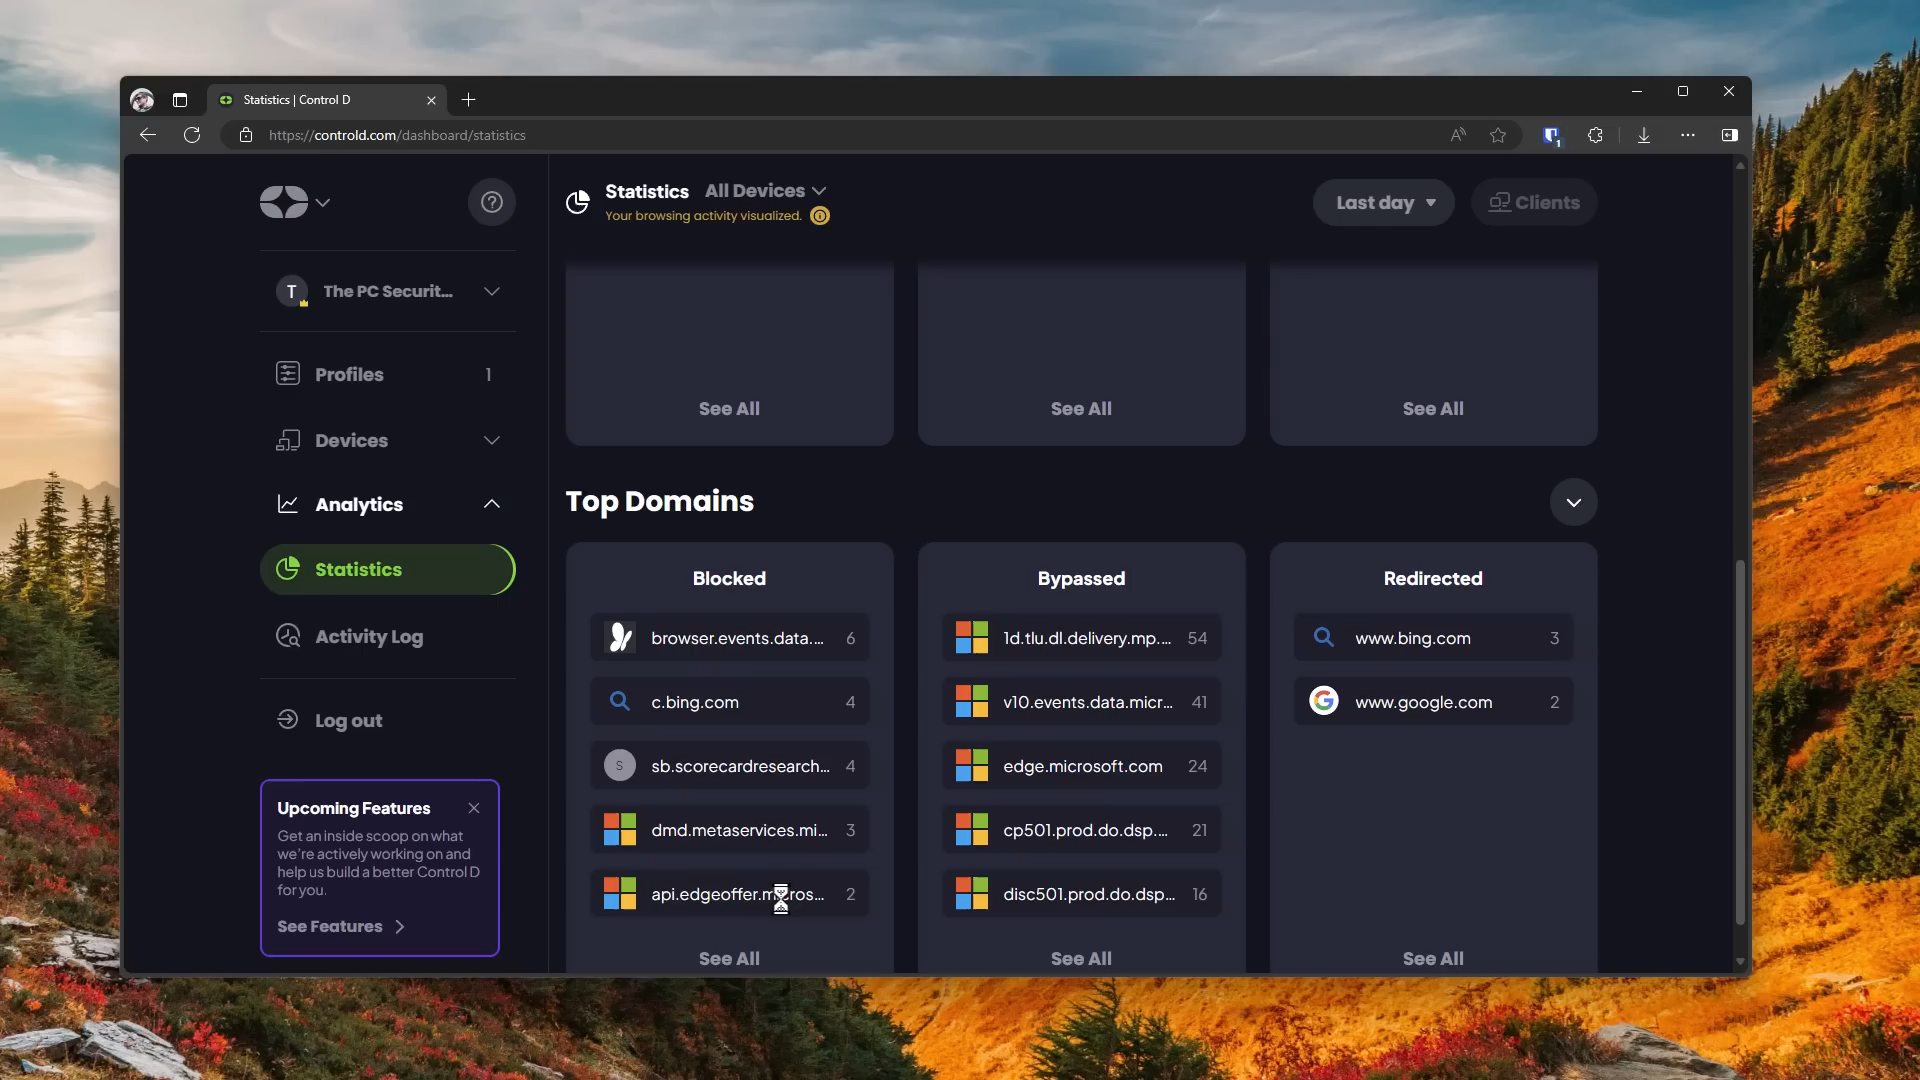 Statistics | Control D
https://controld.com/dashboard/statistics
1
Statistics
All Devices
Your browsing activity visualized.
Last day
Clients
T
The PC Securit...
Profiles
1
Devices
Analytics
Statistics
Activity Log
Log out
Upcoming Features
Get an inside scoop on what
we're actively working on and
help us build a better Control D
for you.
See Features
See All
See All
See All
Top Domains
Blocked
browser.events.data.... 6
c.bing.com 4
S
sb.scorecardresearch... 4
dmd.metaservices.mi... 3
api.edgeoffer.micros... 2
See All
Bypassed
1d.tlu.dl.delivery.mp.... 54
v10.events.data.micr... 41
edge.microsoft.com 24
cp501.prod.do.dsp.... 21
disc501.prod.do.dsp... 16
See All
Redirected
www.bing.com 3
www.google.com 2
See All